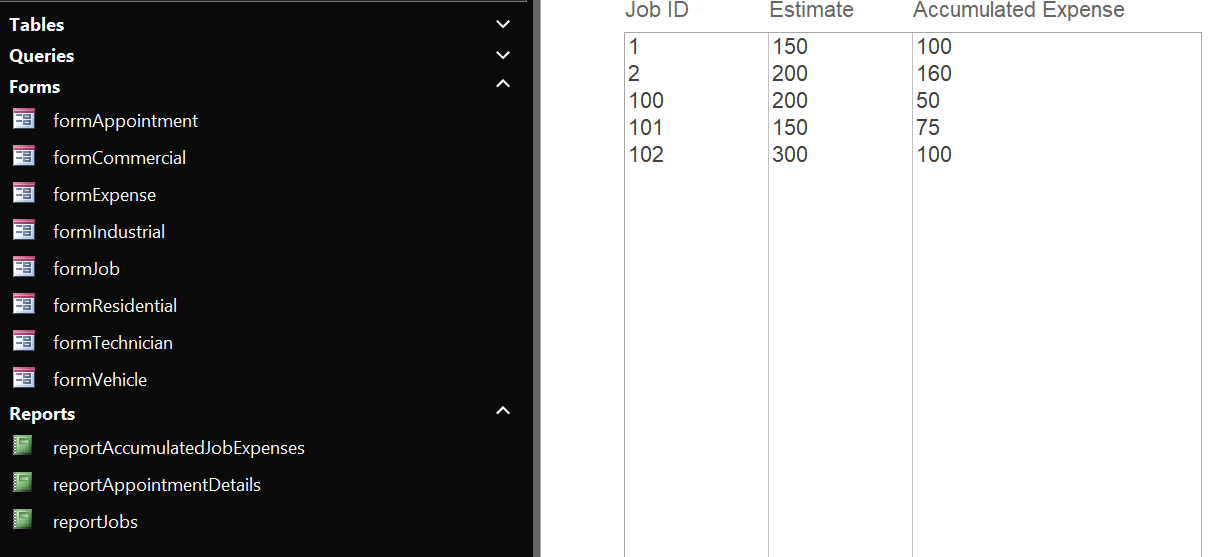 Tables
Queries
Forms
formAppointment
formCommercial
formExpense
formIndustrial
formJob
formResidential
formTechnician
formVehicle
Reports
reportAccumulatedJobExpenses
reportAppointmentDetails
reportJobs
Job ID Estimate Accumulated Expense
1 150 100
2 200 160
100 200 50
101 150 75
102 300 100